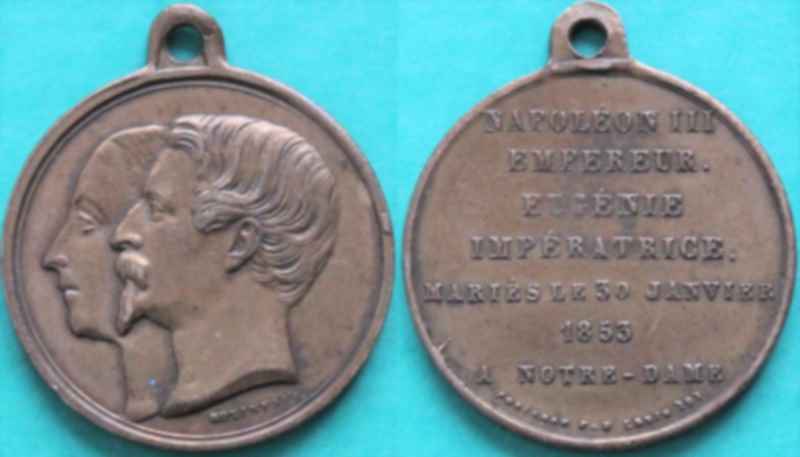 NAPOLÉON III
EMPEREUR.
EUGÉNIE
IMPÉRATRICE.
MARIÉS LE 30 JANVIER
1853
A NOTRE-DAME